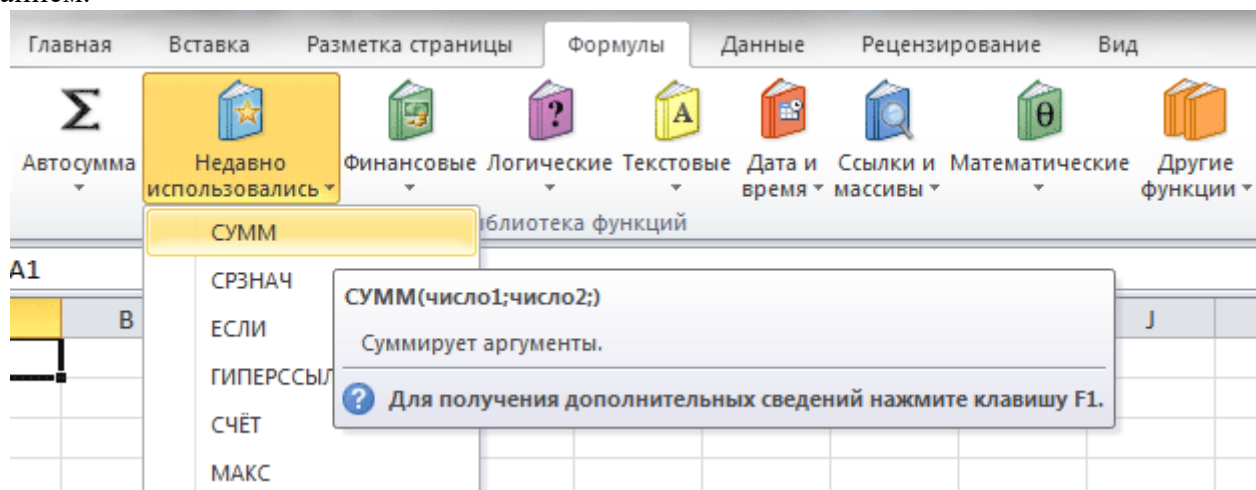 Главная Вставка Разметка страницы Формулы Данные Рецензирование Вид
Σ ? A θ
Автосумма Недавно использовались Финансовые Логические Текстовые Дата и время Ссылки и массивы Математические Другие функции
СУММ
СРЗНАЧ
ЕСЛИ
СЧЁТ
МАКС
функций
A1
B J
СУММ(число1;число2;)
Суммирует аргументы.
? Для получения дополнительных сведений нажмите клавишу F1.